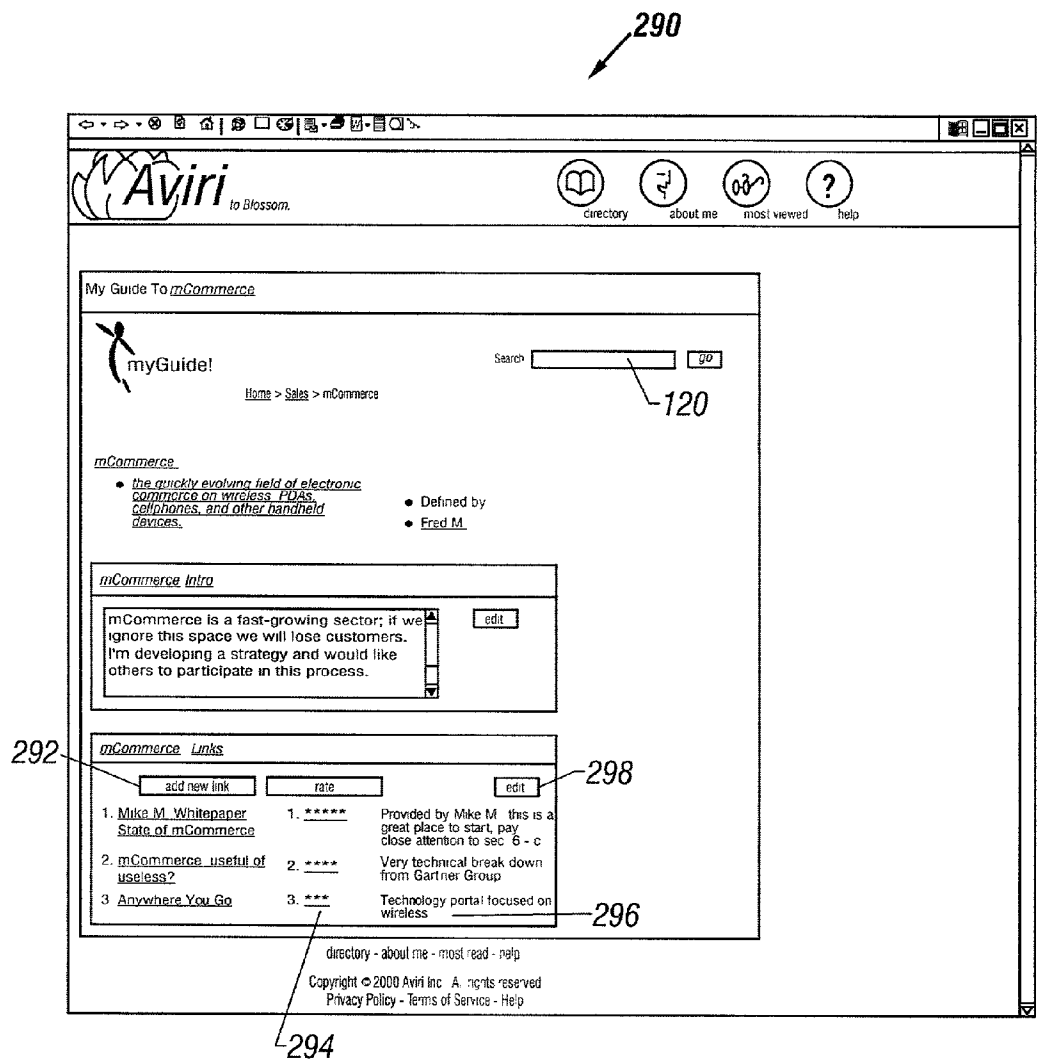 290
Aviri to Blossom.
directory about me most viewed help
?
My Guide To mCommerce
myGuide!
Search go
120
Home > Sales > mCommerce
mCommerce
the quickly evolving field of electronic
commerce on wireless PDAs,
cellphones, and other handheld
devices.
Defined by
Fred M
mCommerce Intro
mCommerce is a fast-growing sector; if we
ignore this space we will lose customers.
I'm developing a strategy and would like
others to participate in this process.
edit
292
mCommerce Links
add new link rate edit
298
1. Mike M Whitepaper
State of mCommerce
1. *****
Provided by Mike M this is a
great place to start, pay
close attention to sec 6 - c
2. mCommerce useful of
useless?
2. ****
Very technical break down
from Gartner Group
3 Anywhere You Go
3. ***
Technology portal focused on
wireless
296
directory - about me - most read - help
Copyright © 2000 Aviri Inc A. rights reserved
Privacy Policy - Terms of Service - Help
294